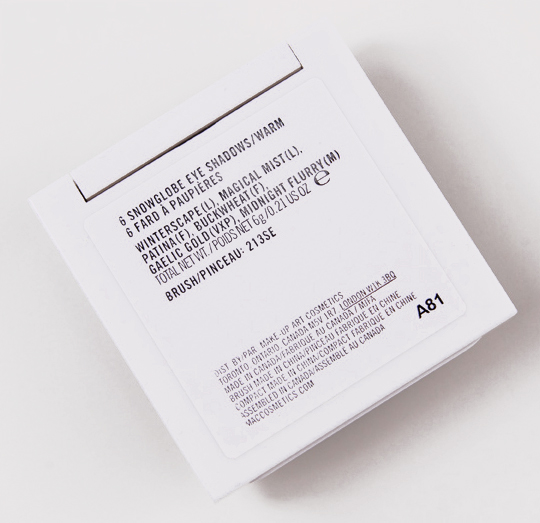 6 SNOWGLOBE EYE SHADOWS/WARM
6 FARD À PAUPIÈRES
WINTERSCAPE(L), MAGICAL MIST(L),
PATINA(F), BUCKWHEAT(F),
GAELIC GOLD(VXP), MIDNIGHT FLURRY(M)
TOTAL NET WT./POIDS NET 6g/0.21 US OZ ℮
BRUSH/PINCEAU: 213SE
DIST BY·PAR. MAKE-UP ART COSMETICS
TORONTO ONTARIO, CANADA M5V 1R7 LONDON W1K 3BQ
MADE IN CANADA/FABRIQUÉ AU CANADA / MIFA
BRUSH MADE IN CHINA/PINCEAU FABRIQUÉ EN CHINE
COMPACT MADE IN CHINA/COMPACT FABRIQUÉ EN CHINE
ASSEMBLED IN CANADA/ASSEMBLÉ AU CANADA
MACCOSMETICS COM
A81